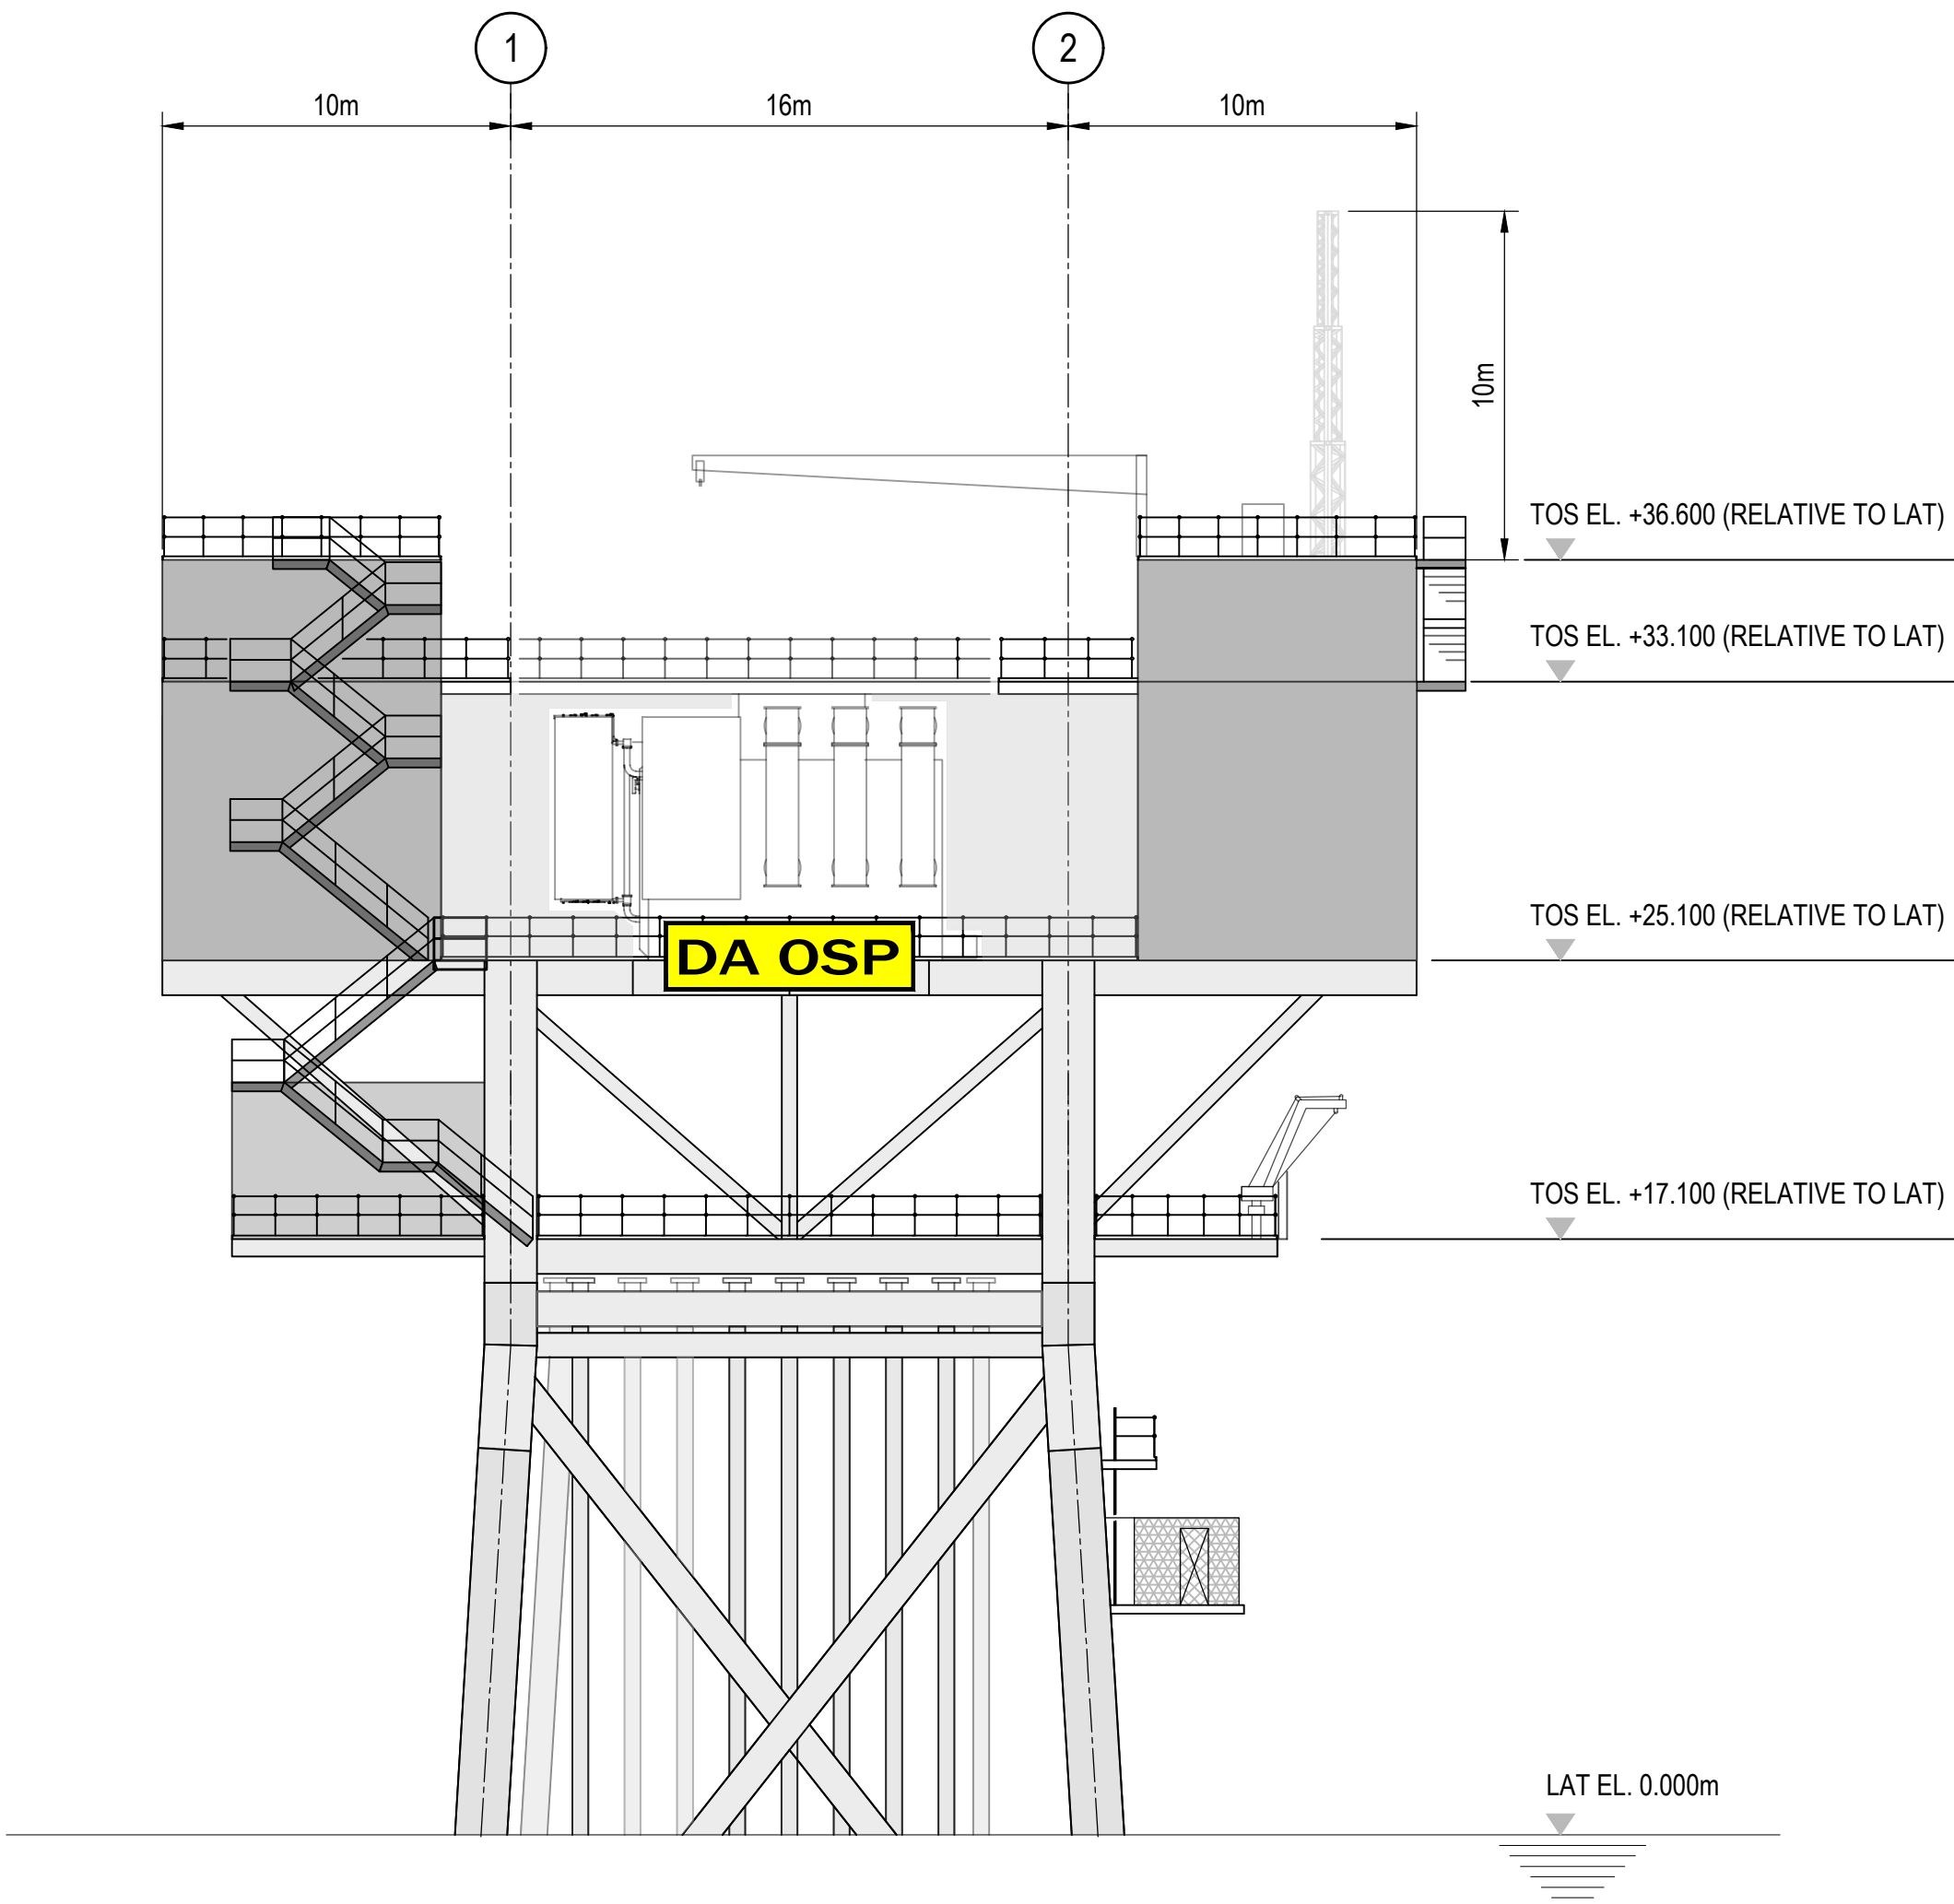 1
2
10m
16m
10m
10m
TOS EL. +36.600 (RELATIVE TO LAT)
TOS EL. +33.100 (RELATIVE TO LAT)
TOS EL. +25.100 (RELATIVE TO LAT)
DA OSP
TOS EL. +17.100 (RELATIVE TO LAT)
LAT EL. 0.000m